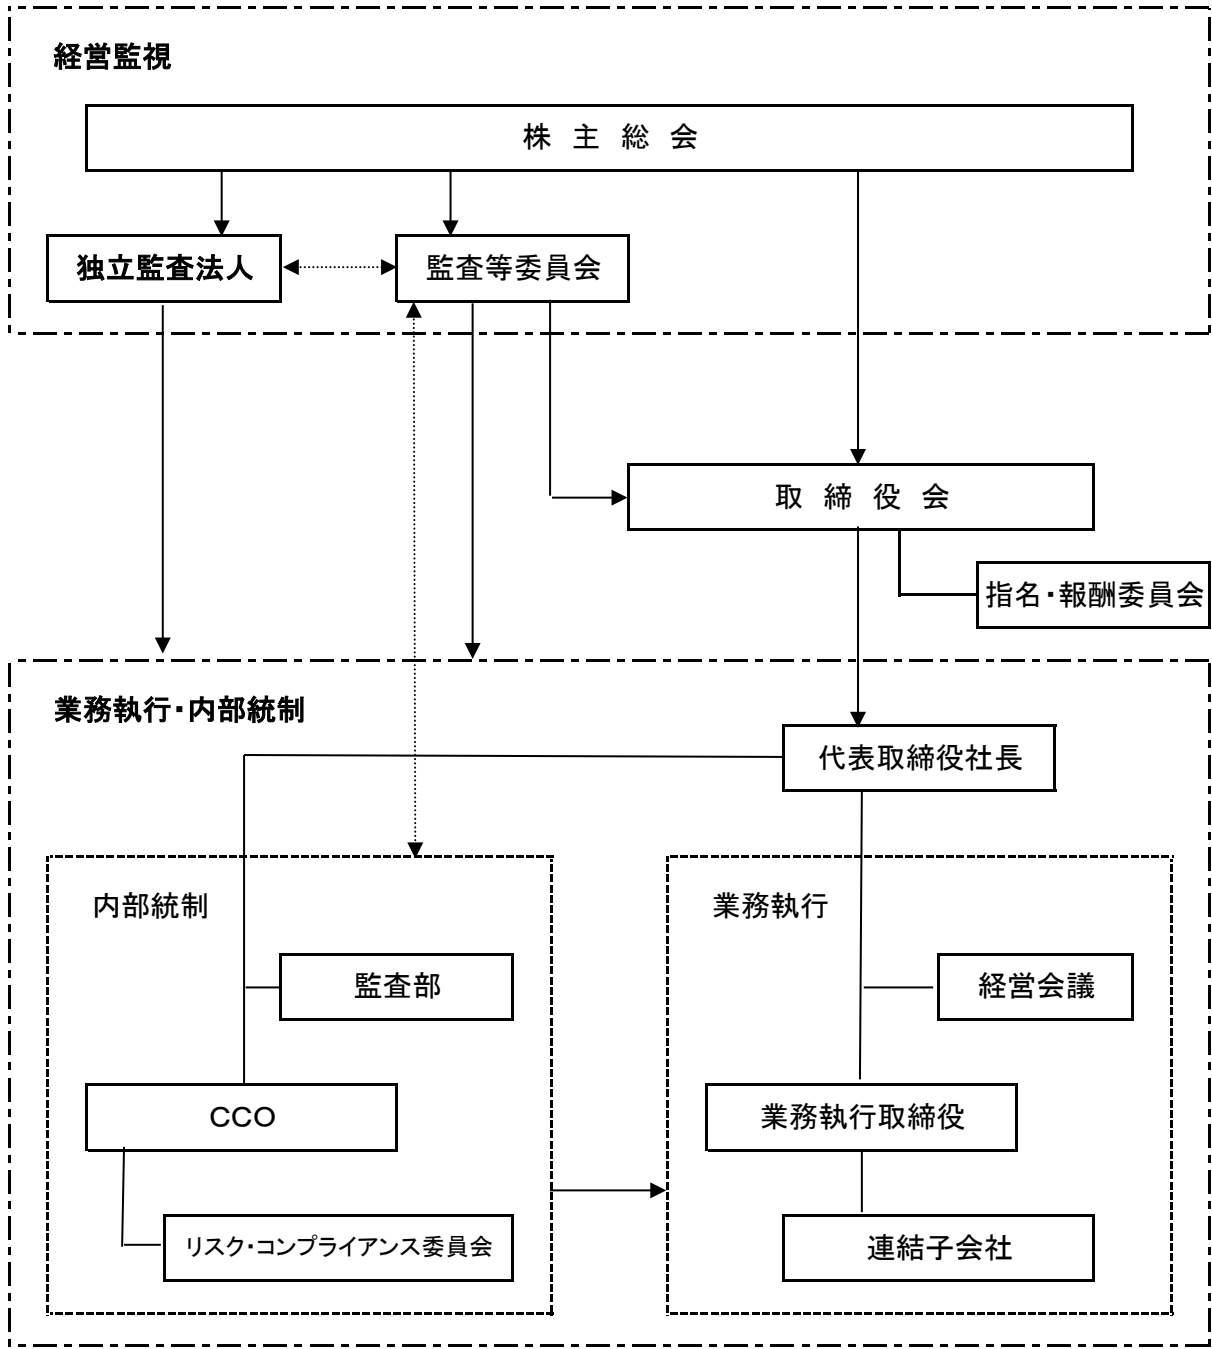 経営監視
株主総会
独立監査法人
監査等委員会
取締役会
指名・報酬委員会
業務執行・内部統制
代表取締役社長
内部統制
業務執行
監査部
経営会議
CCO
業務執行取締役
リスク・コンプライアンス委員会
連結子会社